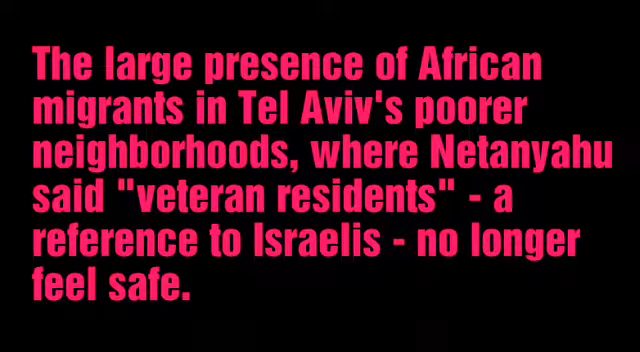 The large presence of African
migrants in Tel Aviv's poorer
neighborhoods, where Netanyahu
said "veteran residents" - a
reference to Israelis - no longer
feel safe.